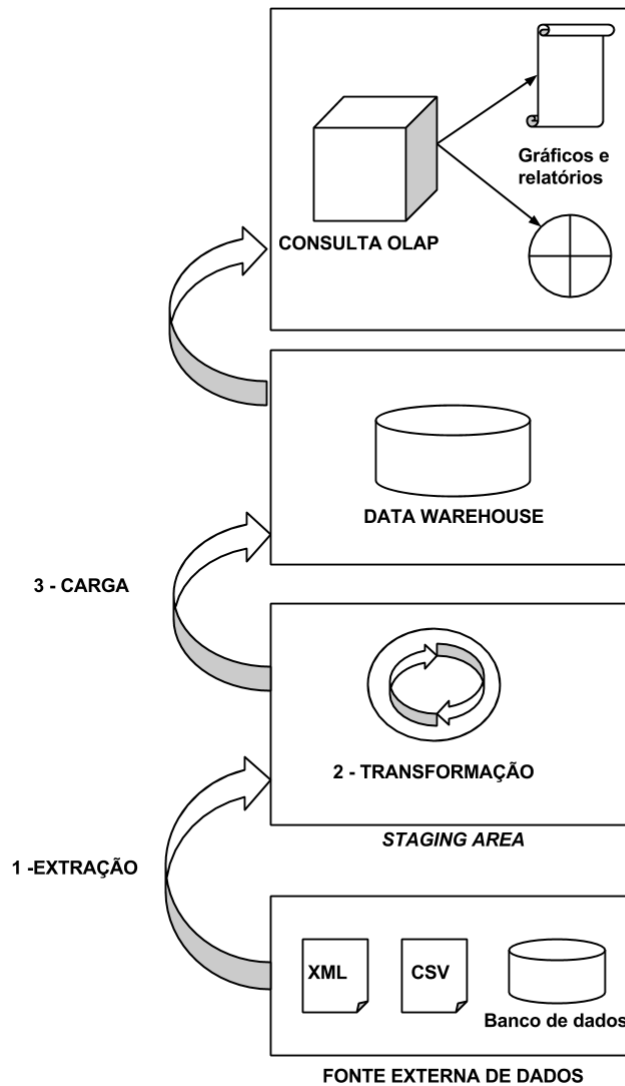 Gráficos e
relatórios
CONSULTA OLAP
DATA WAREHOUSE
3 - CARGA
2 - TRANSFORMAÇÃO
STAGING AREA
1 -EXTRAÇÃO
XML
CSV
Banco de dados
FONTE EXTERNA DE DADOS